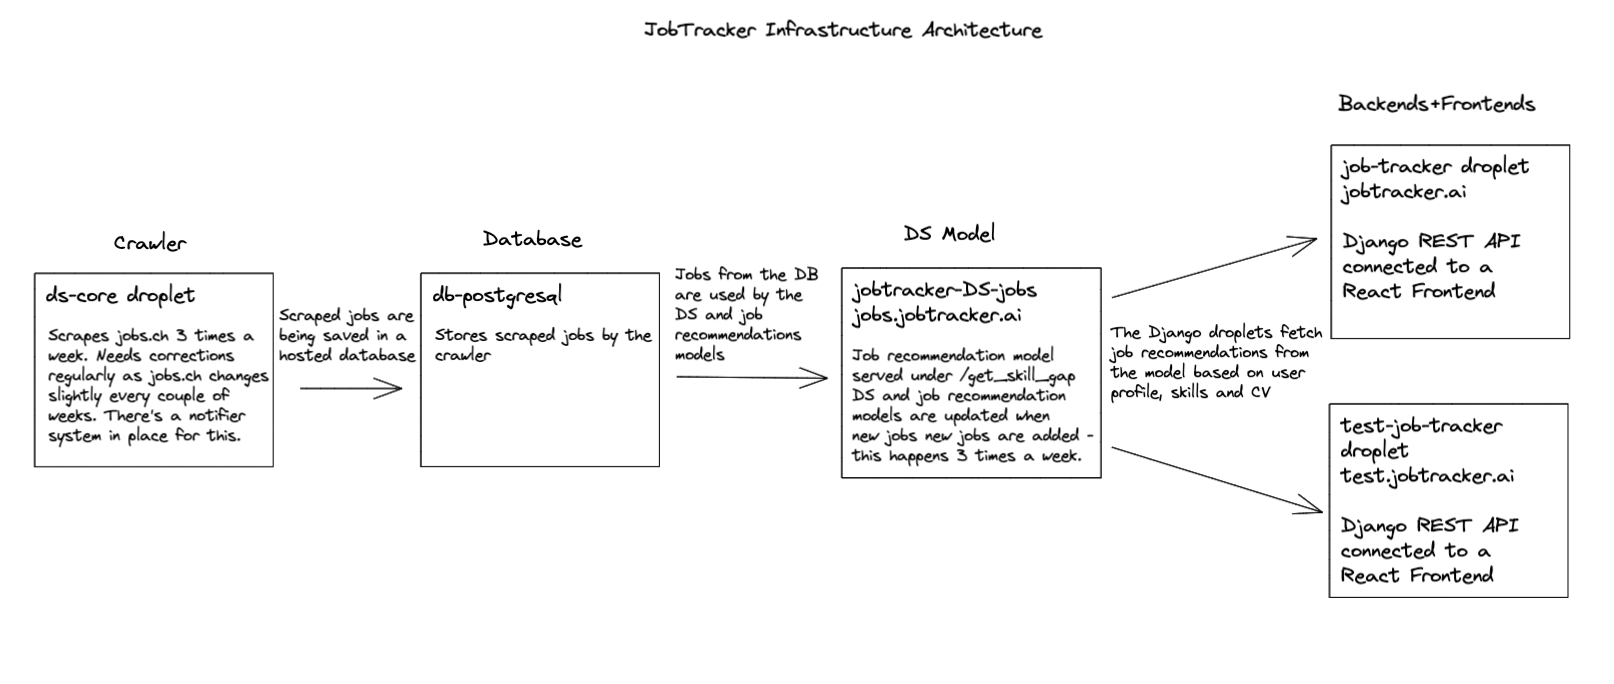 JobTracker Infrastructure Architecture
Crawler
ds-core droplet
Scrapes jobs.ch 3 times a
week. Needs corrections
regularly as jobs.ch changes
slightly every couple of
weeks. There's a notifier
system in place for this.
Scraped jobs are
being saved in a
hosted database
Database
db-postgresql
Stores scraped jobs by the
crawler
Jobs from the DB
are used by the
DS and job
recommendations
models
DS Model
jobtracker-DS-jobs
jobs.jobtracker.ai
Job recommendation model
served under /get_skill_gap
DS and job recommendation
models are updated when
new jobs new jobs are added -
this happens 3 times a week.
The Django droplets fetch
job recommendations from
the model based on user
profile, skills and CV
Backends+Frontends
job-tracker droplet
jobtracker.ai
Django REST API
connected to a
React Frontend
test-job-tracker
droplet
test.jobtracker.ai
Django REST API
connected to a
React Frontend